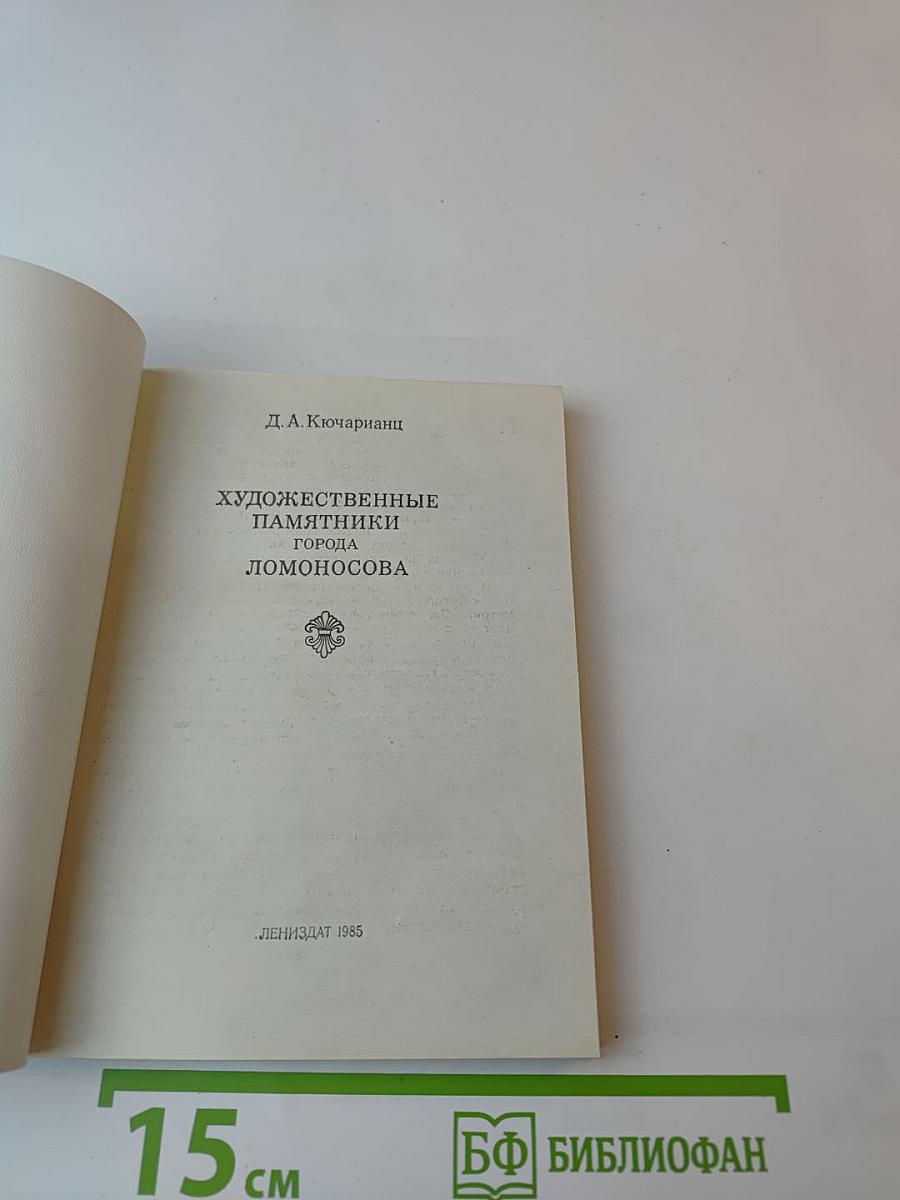 Д. А. Кючарианц
ХУДОЖЕСТВЕННЫЕ
ПАМЯТНИКИ
ГОРОДА
ЛОМОНОСОВА
ЛЕНИЗДАТ 1985
15 см
БФ БИБЛИОФАН